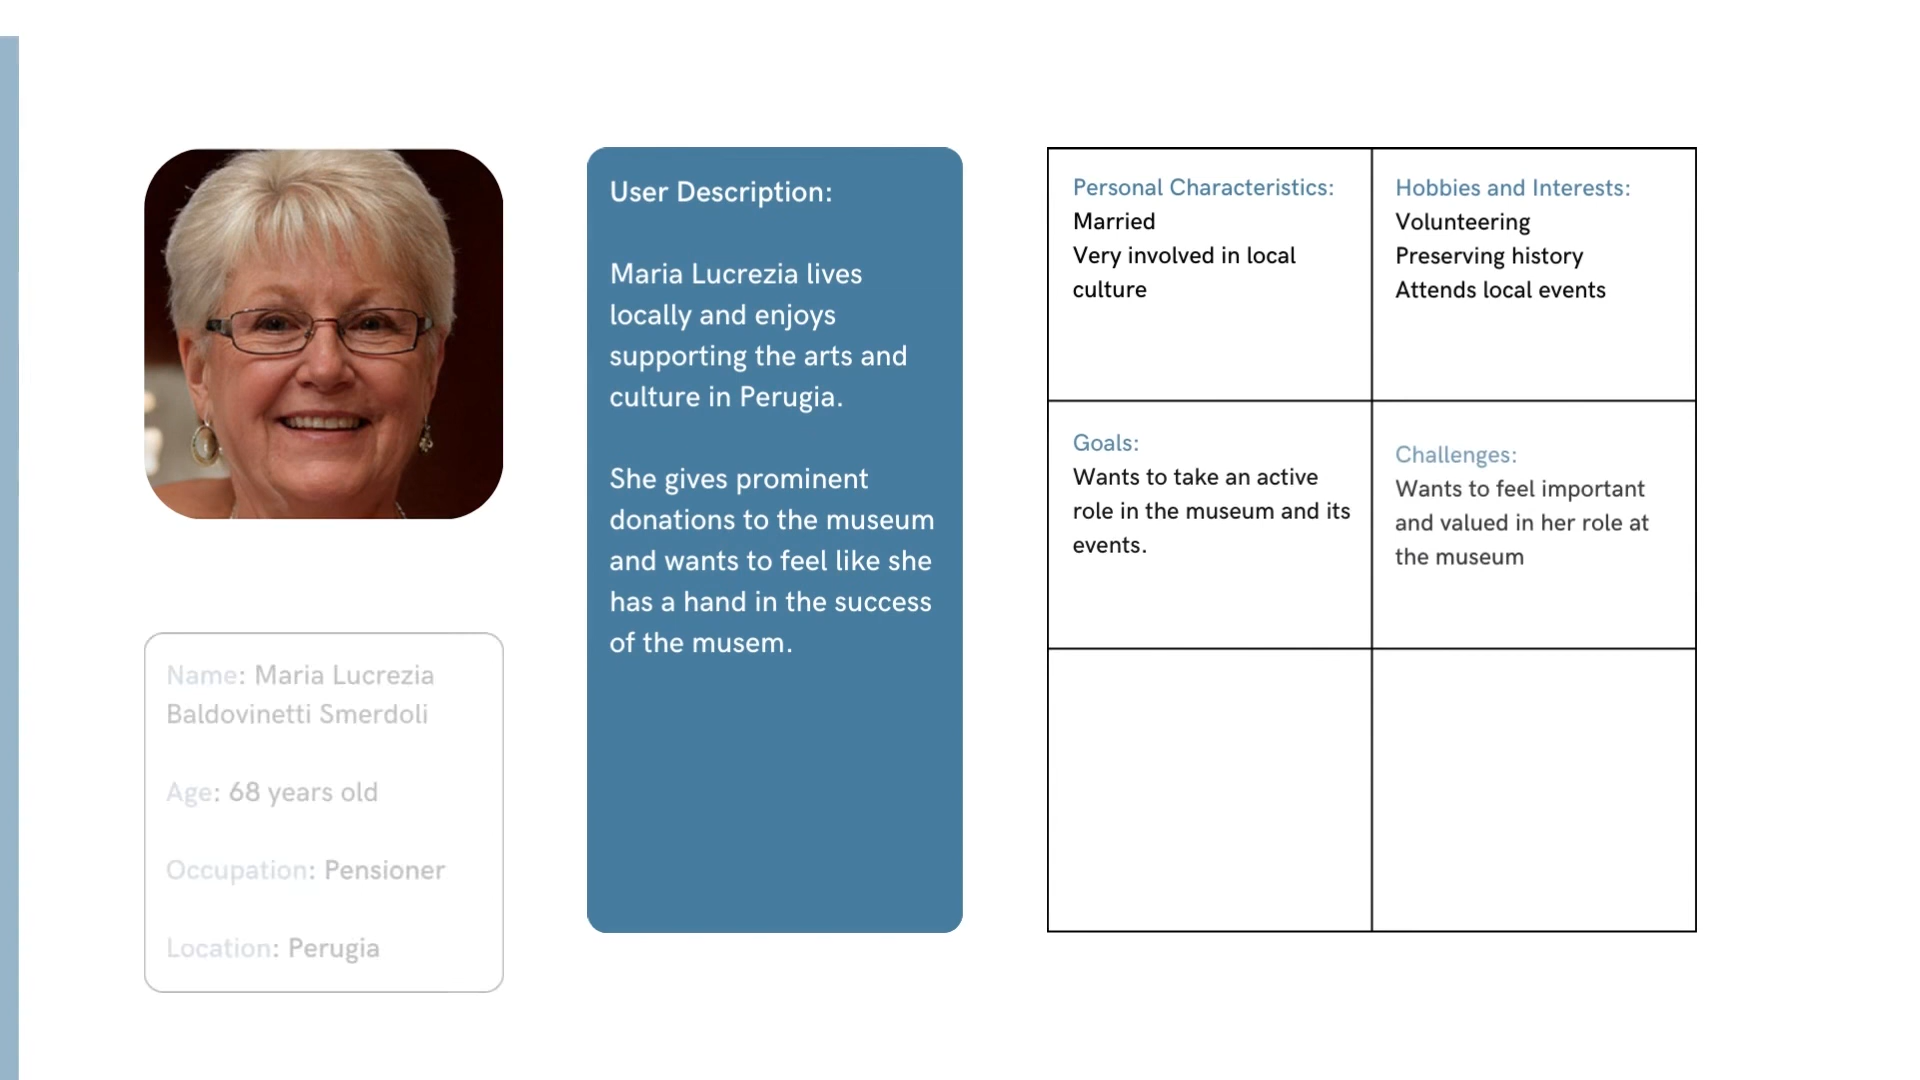 Name: Maria Lucrezia
Baldovinetti Smerdoli
Age: 68 years old
Occupation: Pensioner
Location: Perugia
User Description:
Maria Lucrezia lives
locally and enjoys
supporting the arts and
culture in Perugia.
She gives prominent
donations to the museum
and wants to feel like she
has a hand in the success
of the musem.
Personal Characteristics:
Married
Very involved in local
culture
Hobbies and Interests:
Volunteering
Preserving history
Attends local events
Goals:
Wants to take an active
role in the museum and its
events.
Challenges:
Wants to feel important
and valued in her role at
the museum